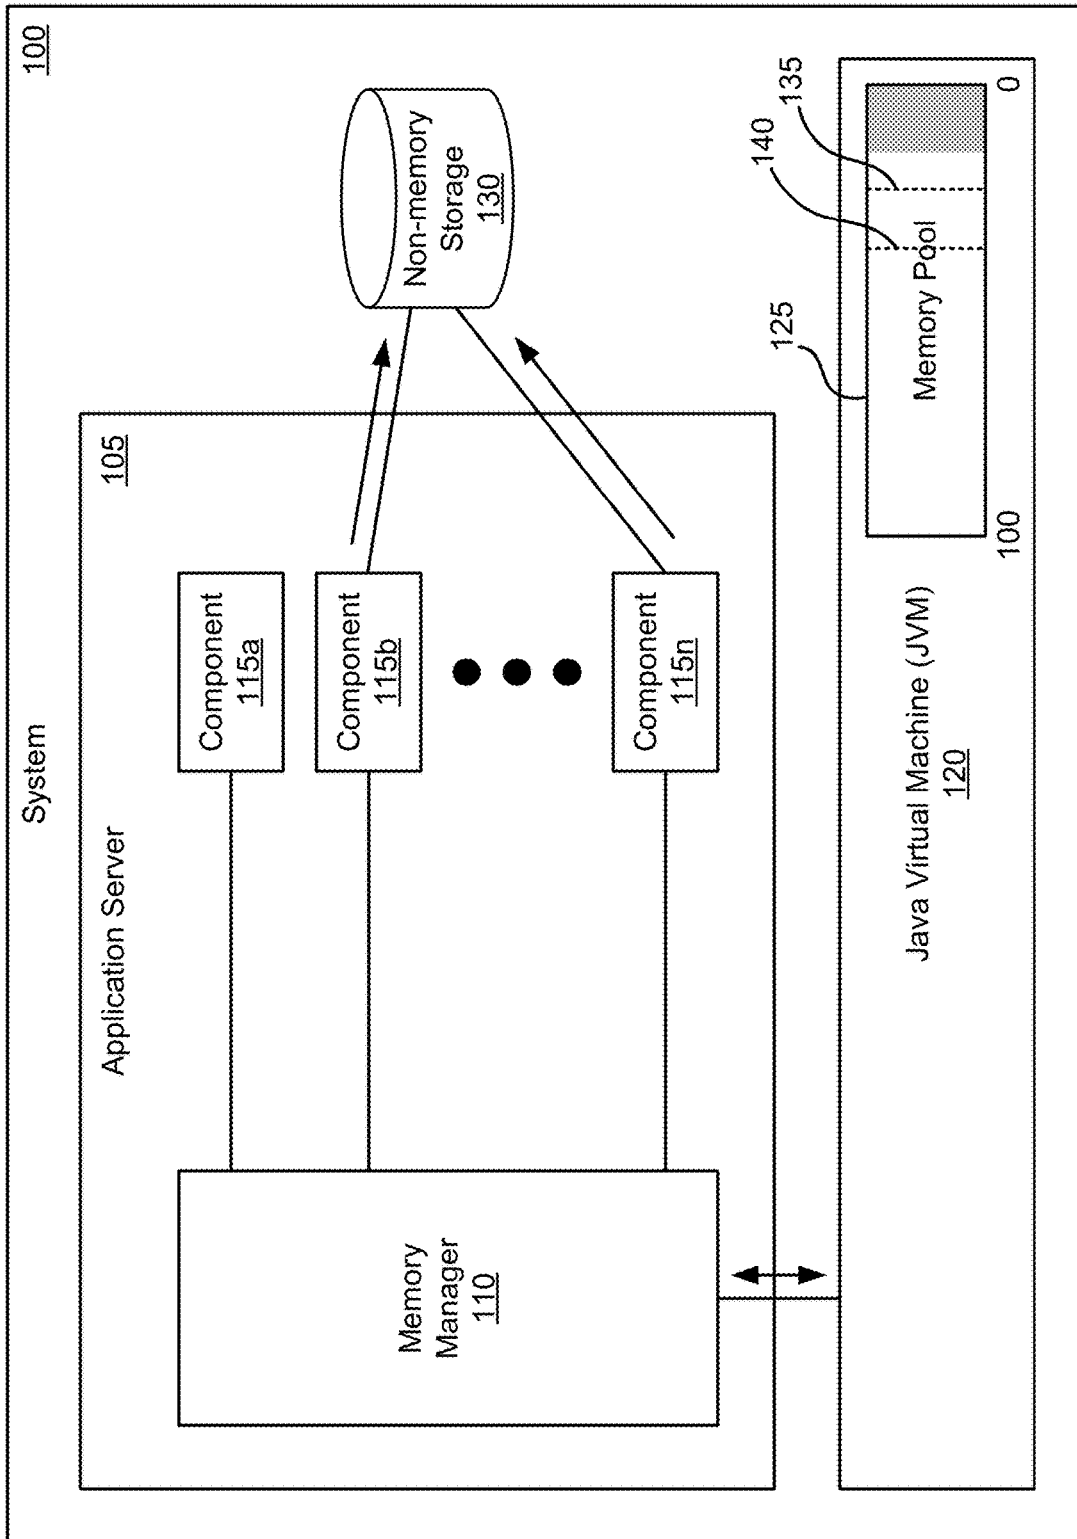 System
100
Application Server
105
Memory
Manager
110
Component
115a
Component
115b
Component
115n
Non-memory
Storage
130
Java Virtual Machine (JVM)
120
125
140
135
Memory Pool
100
0